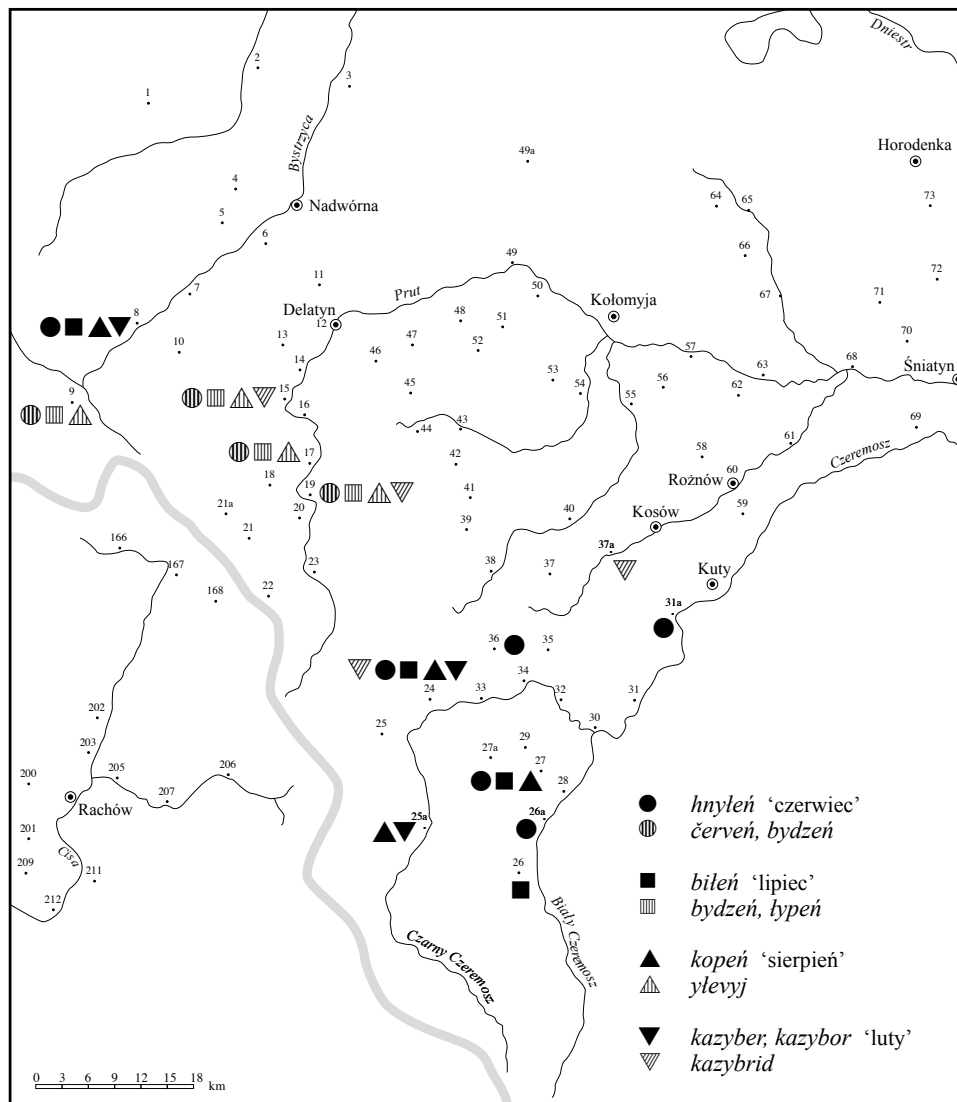 Dniestr
2
3
1
Bystrzyca
49a
Horodenka
4
64
65
73
5
Nadwórna
6
66
49
11
72
7
Prut
50
67
71
Delatyn
Kołomyja
8
12
48
51
70
10
13
47
52
57
68
14
46
63
Śniatyn
9
15
45
53
54
56
62
16
55
69
44
43
61
Czeremosz
17
42
58
18
60
19
41
Rożnów
21a
20
40
59
21
39
Kosów
166
37a
167
23
38
37
Kuty
168
22
31a
36
35
34
24
33
32
31
202
25
30
203
29
27a
200
205
206
27
Rachów
207
28
hnyłeń ‘czerwiec’
25a
26a
červeń, bydzeń
201
Cisa
209
211
26
biłeń ‘lipiec’
212
bydzeń, łypeń
Biały Czeremosz
Czarny Czeremosz
kopeń ‘sierpień’
yłevyj
kazyber, kazybor ‘luty’
kazybrid
0 3 6 9 12 15 18 km